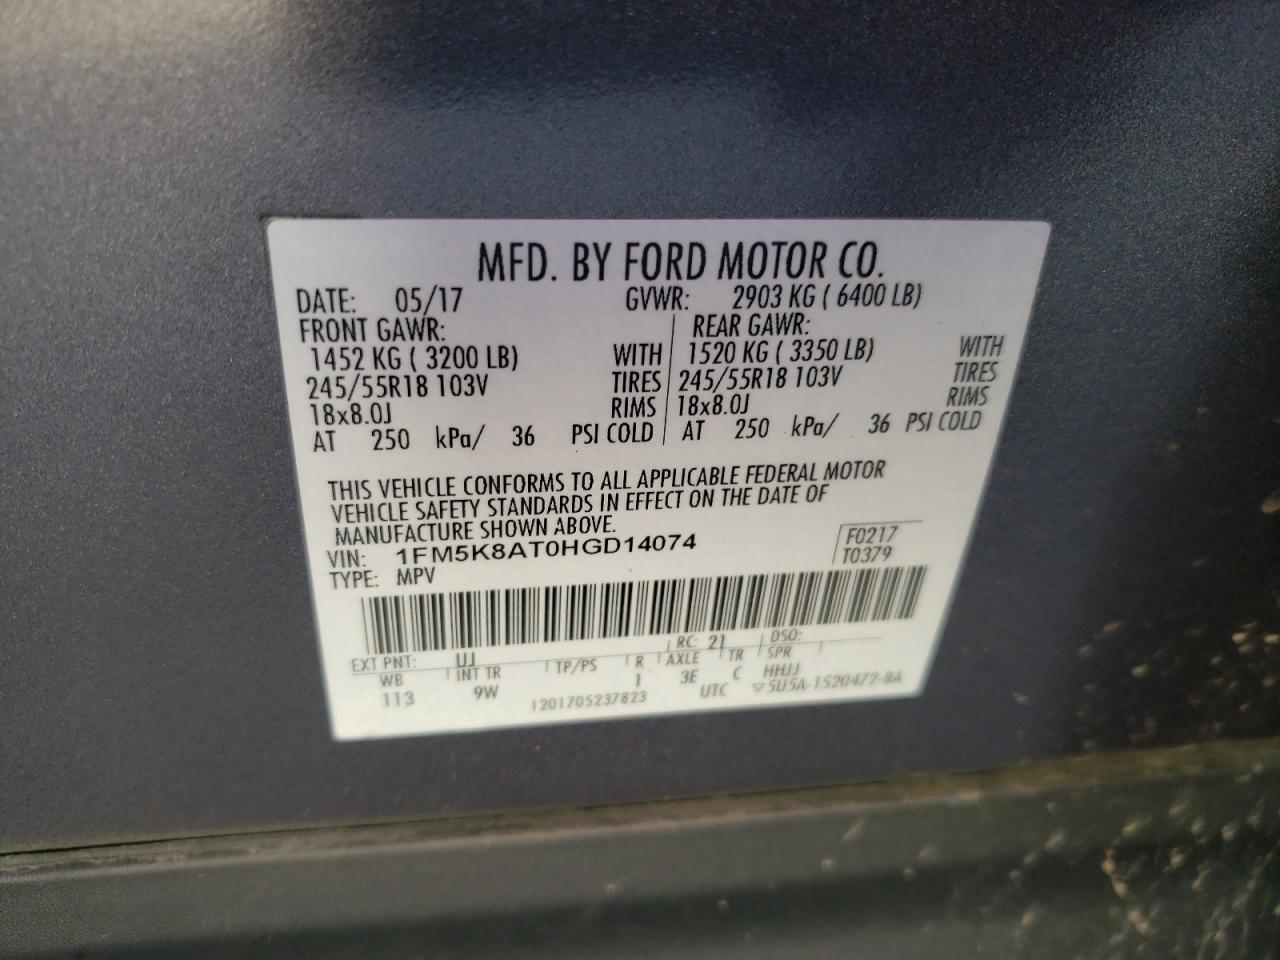 MFD. BY FORD MOTOR CO.
DATE: 05/17 GVWR: 2903 KG ( 6400 LB)
FRONT GAWR: REAR GAWR:
1452 KG ( 3200 LB) WITH 1520 KG ( 3350 LB) WITH
245/55R18 103V TIRES 245/55R18 103V TIRES
18x8.0J RIMS 18x8.0J RIMS
AT 250 kPa/ 36 PSI COLD AT 250 kPa/ 36 PSI COLD
THIS VEHICLE CONFORMS TO ALL APPLICABLE FEDERAL MOTOR
VEHICLE SAFETY STANDARDS IN EFFECT ON THE DATE OF
MANUFACTURE SHOWN ABOVE.
VIN: 1FM5K8AT0HGD14074 F0217
TYPE: MPV T0379
EXT PNT: UJ RC: 21 DSO:
WB INT TR TP/PS R AXLE TR SPR
113 9W 1 3E C HHJJ
1201705237823 UTC ▽5U5A-1520472-BA